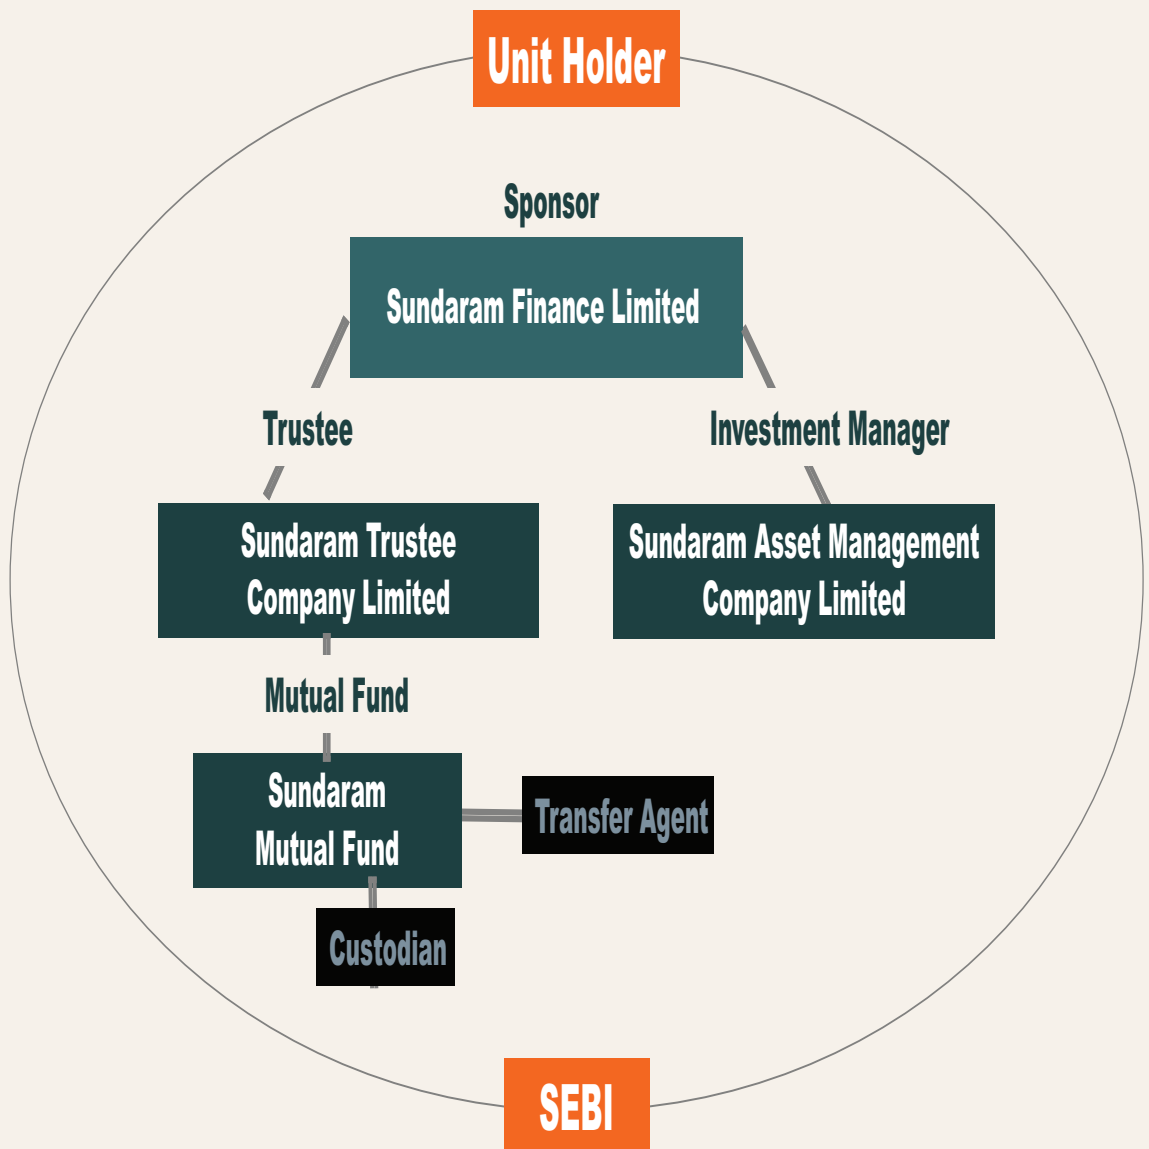 Unit Holder
Sponsor
Sundaram Finance Limited
Trustee
Investment Manager
Sundaram Trustee
Company Limited
Sundaram Asset Management
Company Limited
Mutual Fund
Sundaram
Mutual Fund
Transfer Agent
Custodian
SEBI